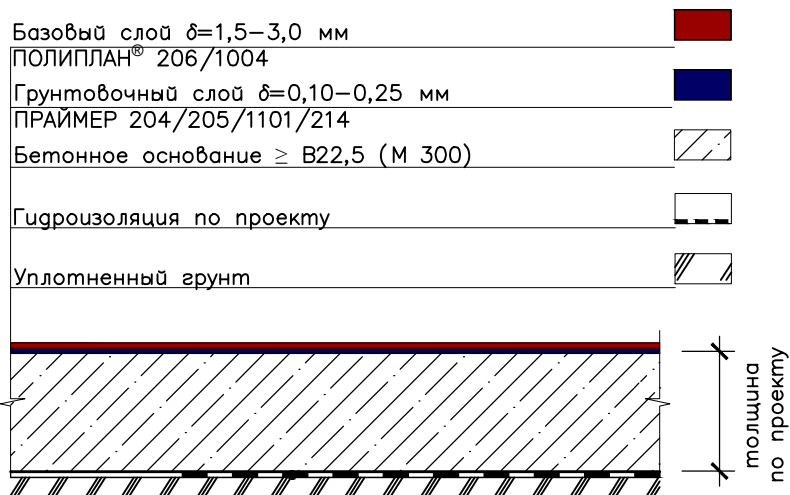 Базовый слой δ=1,5–3,0 мм
ПОЛИПЛАН® 206/1004
Грунтовочный слой δ=0,10–0,25 мм
ПРАЙМЕР 204/205/1101/214
Бетонное основание ≥ В22,5 (М 300)
Гидроизоляция по проекту
Уплотненный грунт
толщина
по проекту